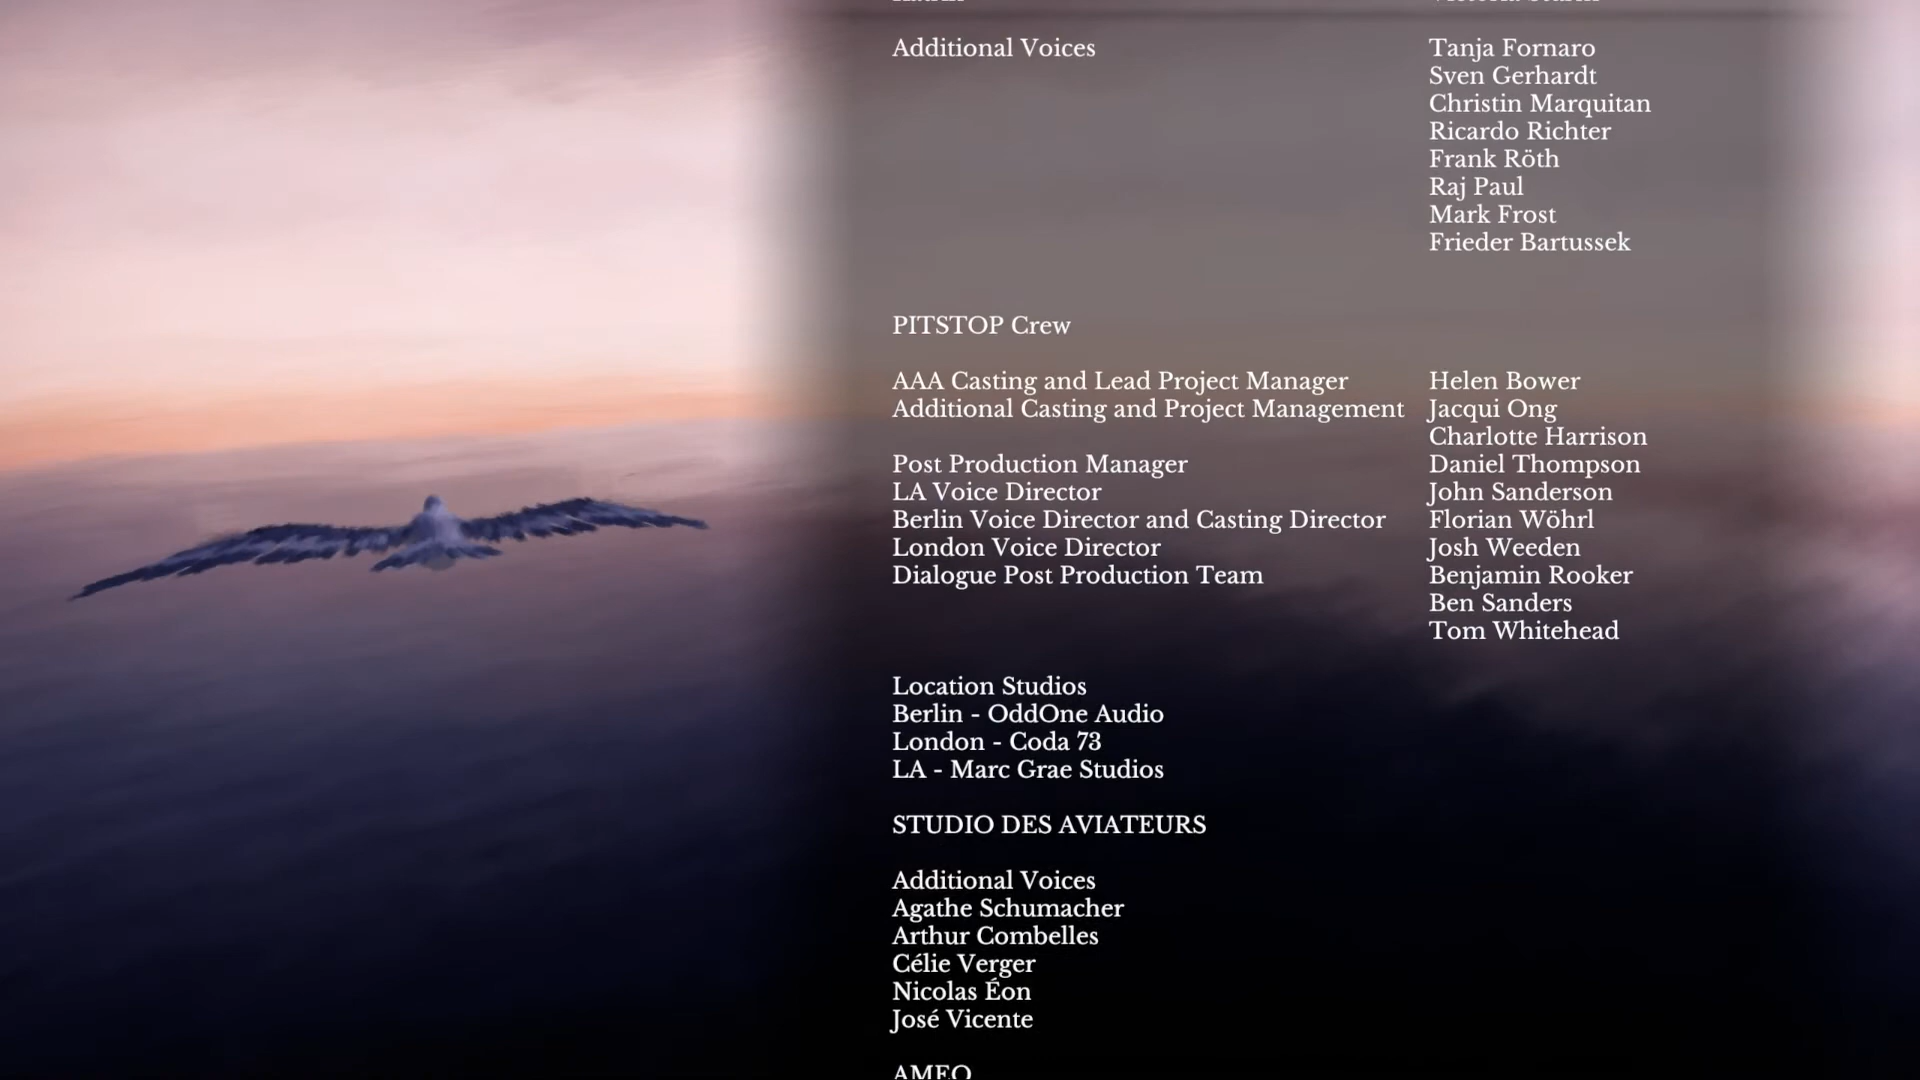 Additional Voices Tanja Fornaro
Sven Gerhardt
Christin Marquitan
Ricardo Richter
Frank Röth
Raj Paul
Mark Frost
Frieder Bartussek
PITSTOP Crew
AAA Casting and Lead Project Manager Helen Bower
Additional Casting and Project Management Jacqui Ong
Charlotte Harrison
Post Production Manager Daniel Thompson
LA Voice Director John Sanderson
Berlin Voice Director and Casting Director Florian Wöhrl
London Voice Director Josh Weeden
Dialogue Post Production Team Benjamin Rooker
Ben Sanders
Tom Whitehead
Location Studios
Berlin - OddOne Audio
London - Coda 73
LA - Marc Grae Studios
STUDIO DES AVIATEURS
Additional Voices
Agathe Schumacher
Arthur Combelles
Célie Verger
Nicolas Éon
José Vicente